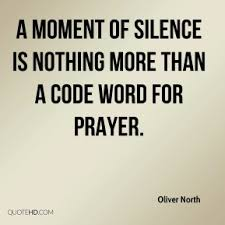 A MOMENT OF SILENCE
IS NOTHING MORE THAN
A CODE WORD FOR
PRAYER.
Oliver North
QUOTEHD.COM